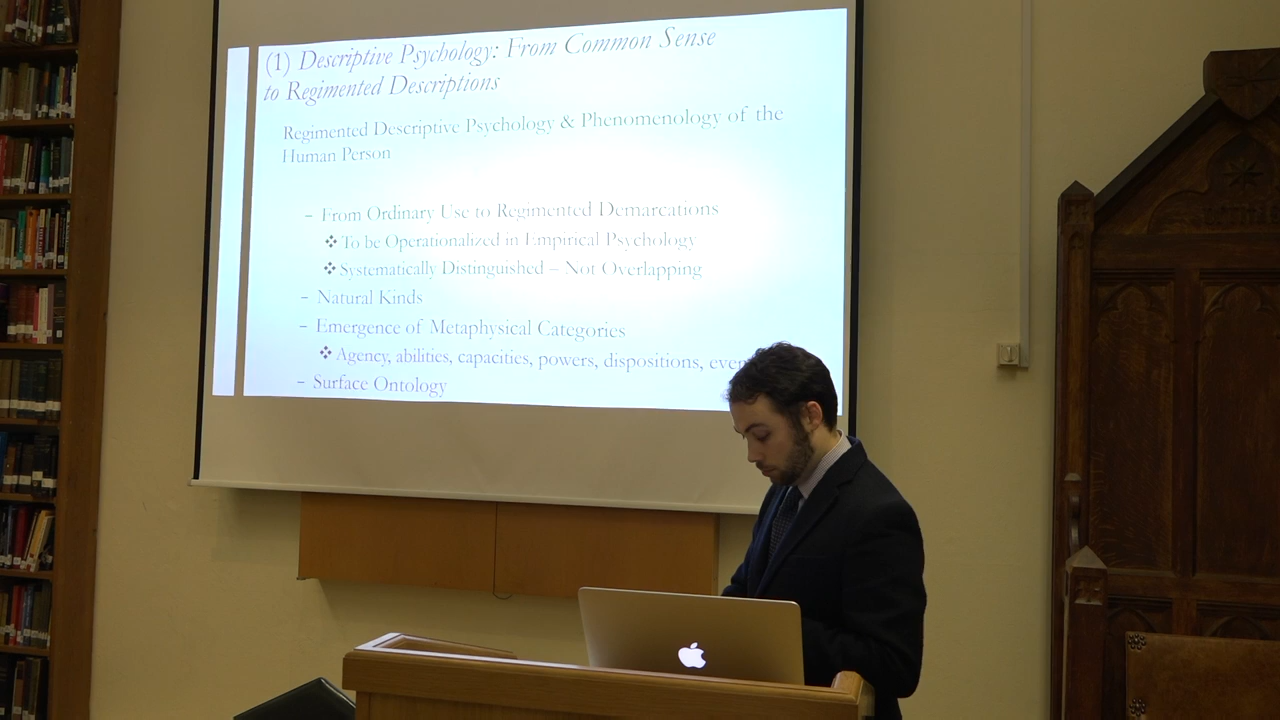 (1) Descriptive Psychology: From Common Sense
to Regimented Descriptions
Regimented Descriptive Psychology & Phenomenology of the
Human Person
– From Ordinary Use to Regimented Demarcations
❖ To be Operationalized in Empirical Psychology
❖ Systematically Distinguished – Not Overlapping
– Natural Kinds
– Emergence of Metaphysical Categories
❖ Agency, abilities, capacities, powers, dispositions,
– Surface Ontology